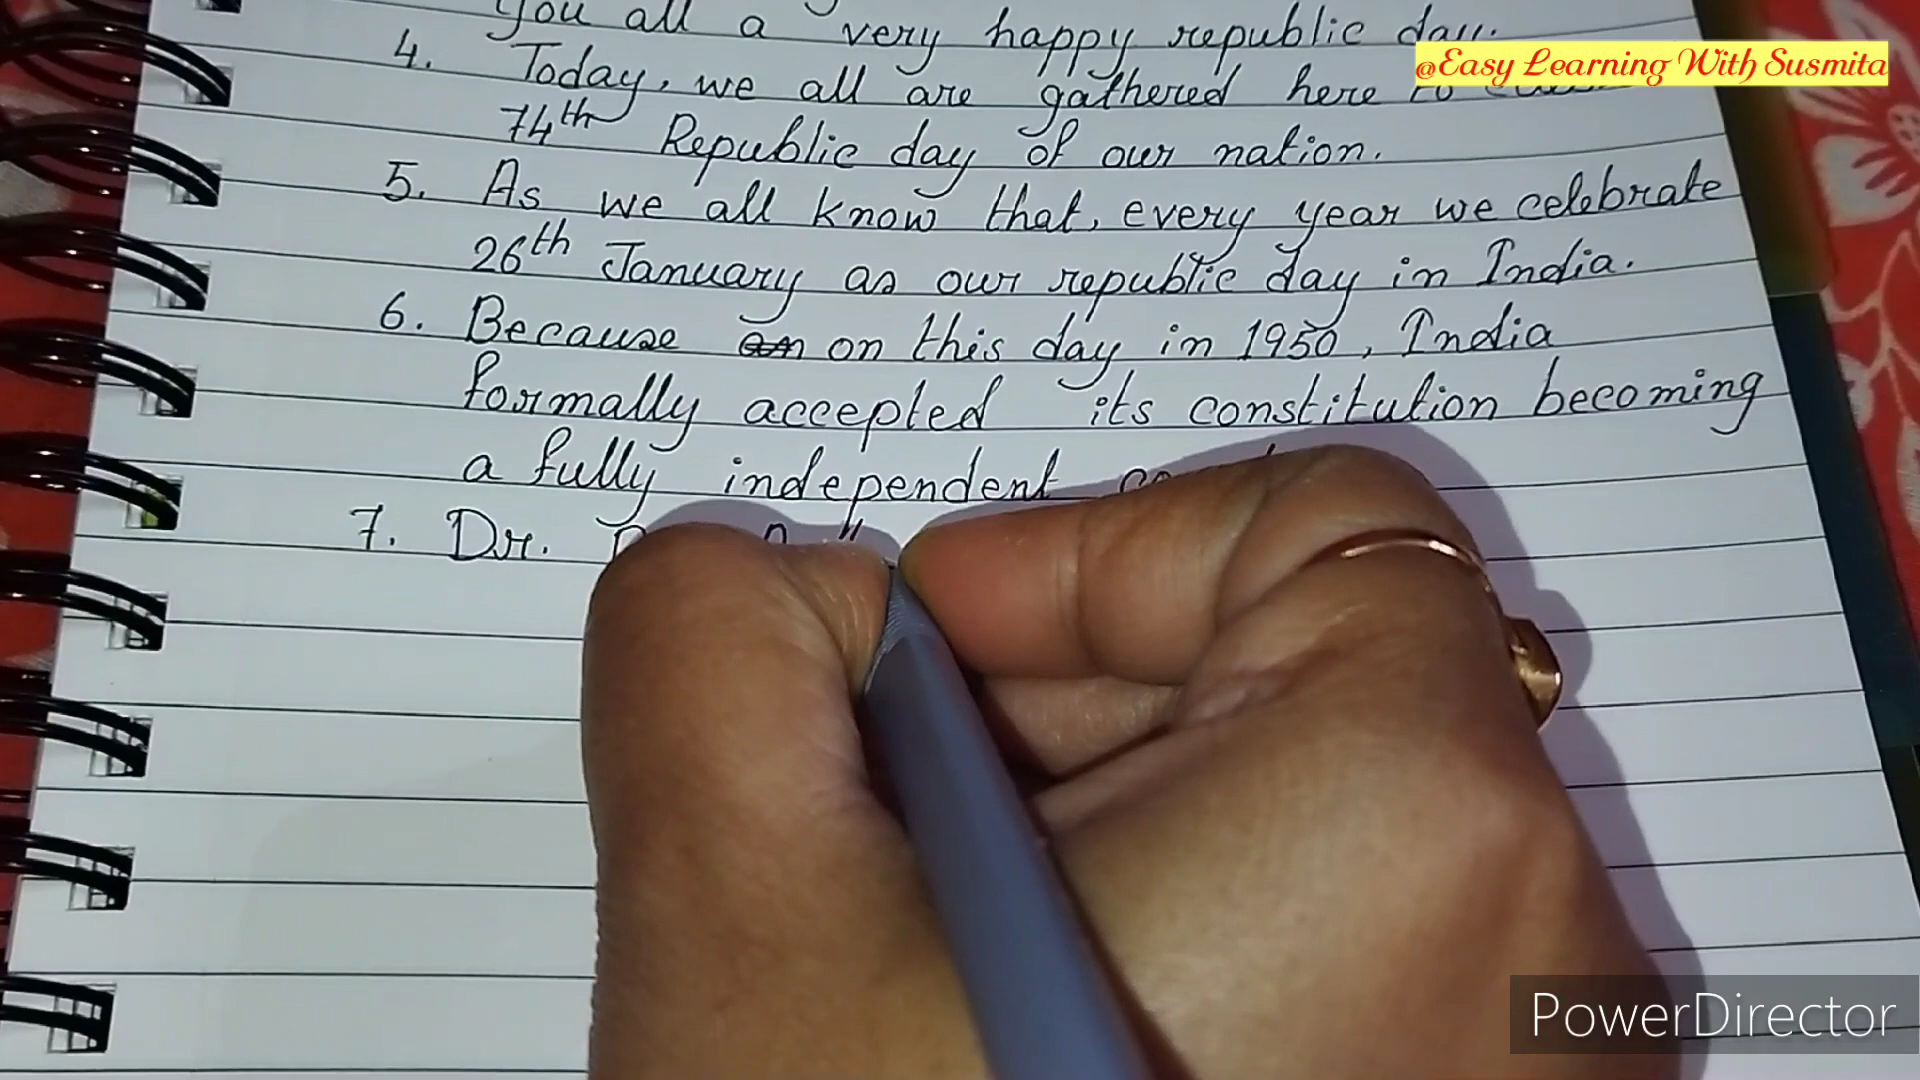 You all a very happy republic day.
@Easy Learning With Susmita
4. Today, we all are gathered here to
74th Republic day of our nation.
5. As we all know that, every year we celebrate
26th January as our republic day in India.
6. Because on this day in 1950, India
formally accepted its constitution becoming
a fully independent
7. Dr.
PowerDirector